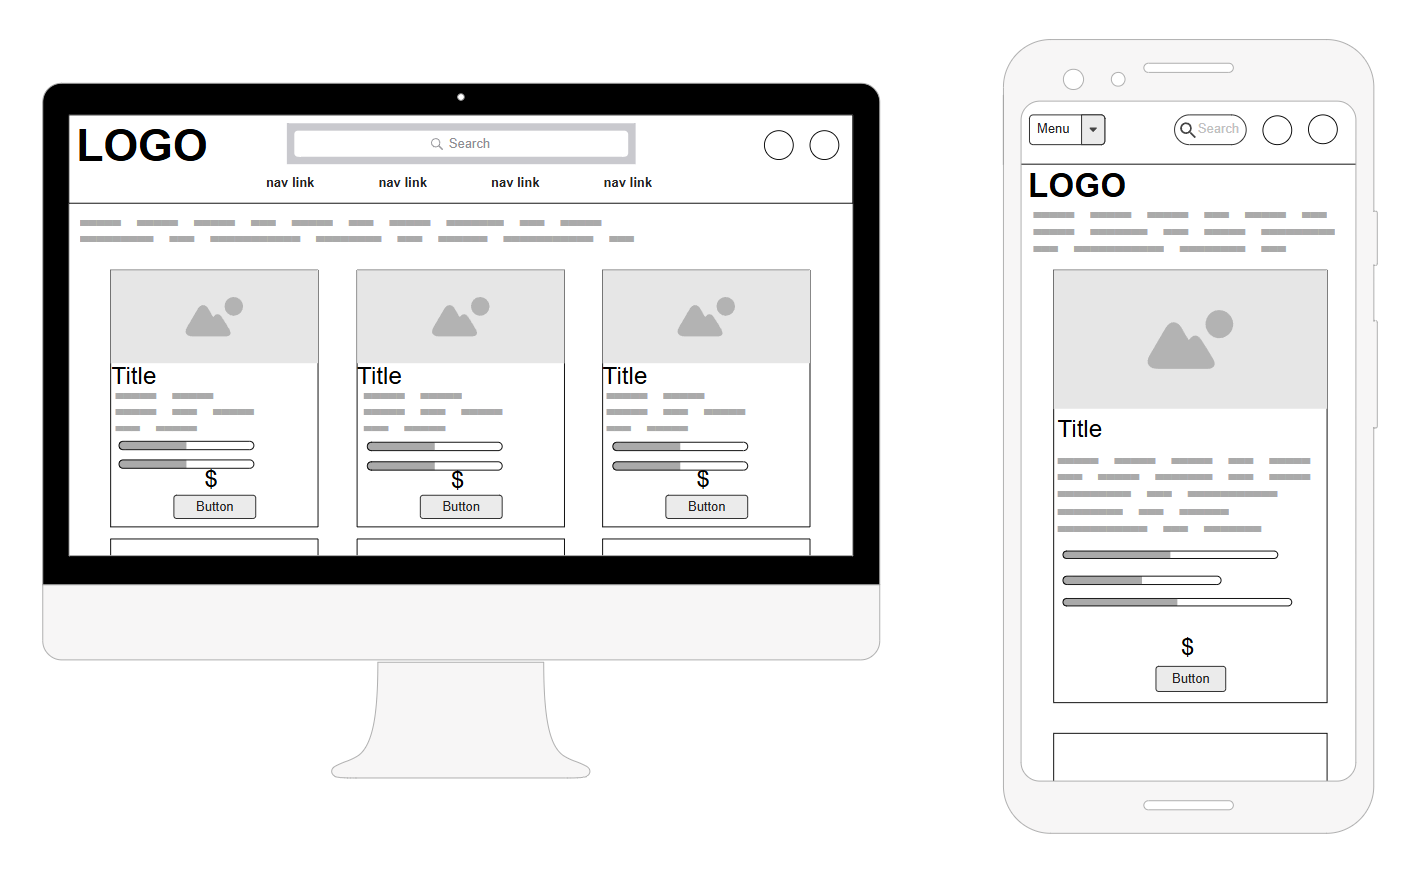 LOGO
Search
nav link nav link nav link nav link
Title Title Title
$ $ $
Button Button Button
Menu Search
LOGO
Title
$
Button